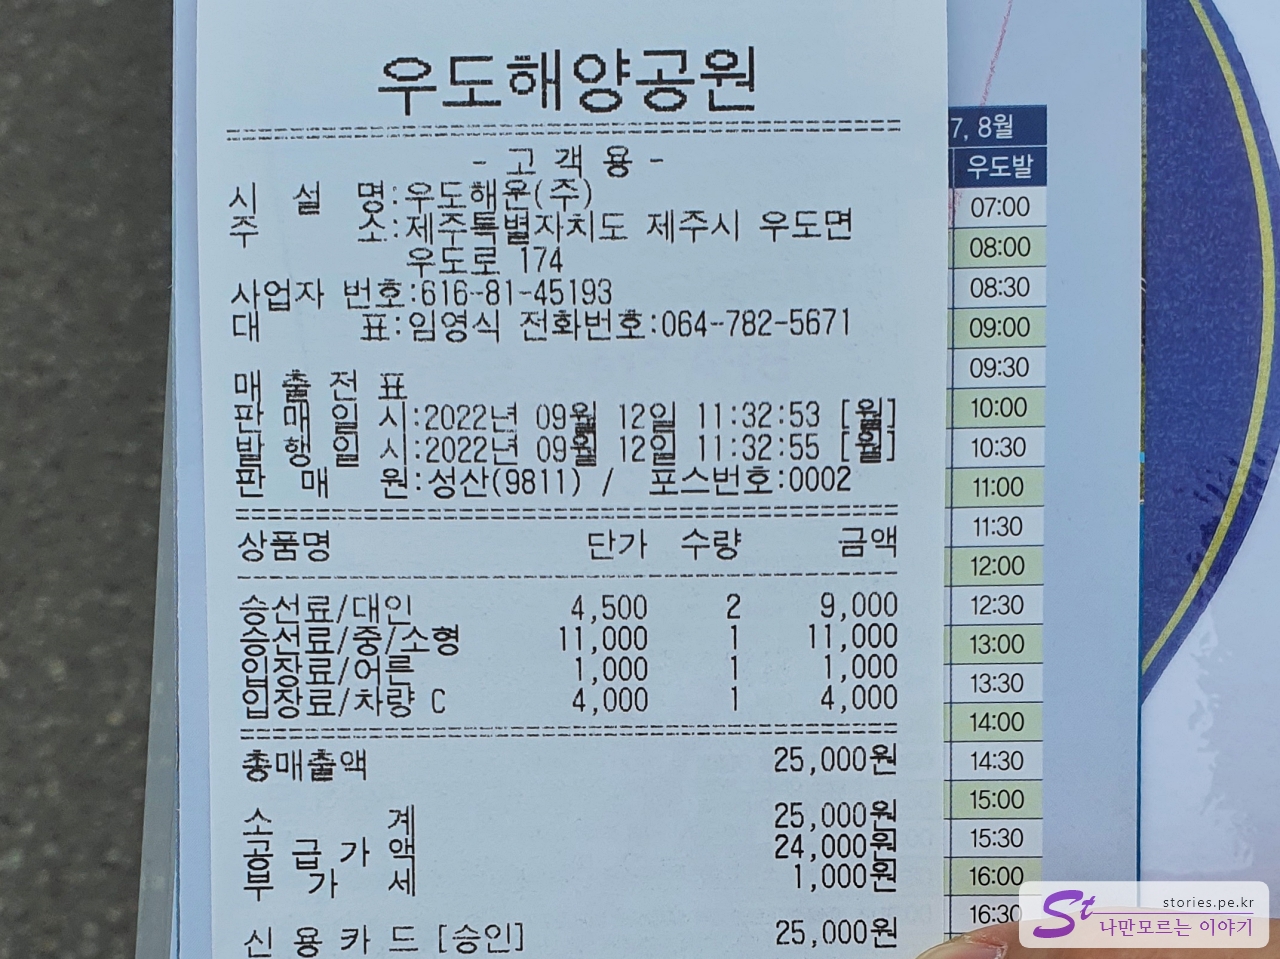 우도해양공원
- 고 객 용 -
시 설 명:우도해운(주)
주 소:제주특별자치도 제주시 우도면
우도로 174
사업자 번호:616-81-45193
대 표:임영식 전화번호:064-782-5671
매 출 전 표
판 매 일 시:2022년 09월 12일 11:32:53 [월]
발 행 일 시:2022년 09월 12일 11:32:55 [월]
판 매 원:성산(9811) / 포스번호:0002
상품명 단가 수량 금액
승선료/대인 4,500 2 9,000
승선료/중/소형 11,000 1 11,000
입장료/어른 1,000 1 1,000
입장료/차량 C 4,000 1 4,000
총매출액 25,000원
소 계 25,000원
공 급 가 액 24,000원
부 가 세 1,000원
신 용 카 드 [승인] 25,000원
7, 8월
우도발
07:00
08:00
08:30
09:00
09:30
10:00
10:30
11:00
11:30
12:00
12:30
13:00
13:30
14:00
14:30
15:00
15:30
16:00
16:30
St
stories.pe.kr
나만모르는 이야기